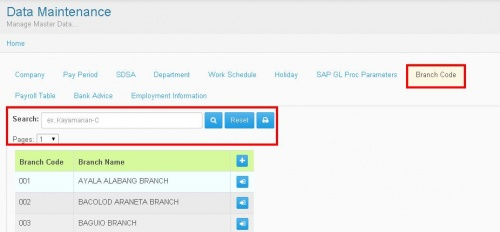 Data Maintenance
Manage Master Data...
Home
Company Pay Period SDSA Department Work Schedule Holiday SAP GL Proc Parameters Branch Code
Payroll Table Bank Advice Employment Information
Search: ex. Kayamanan-C Reset
Pages: 1
Branch Code Branch Name
001 AYALA ALABANG BRANCH
002 BACOLOD ARANETA BRANCH
003 BAGUIO BRANCH